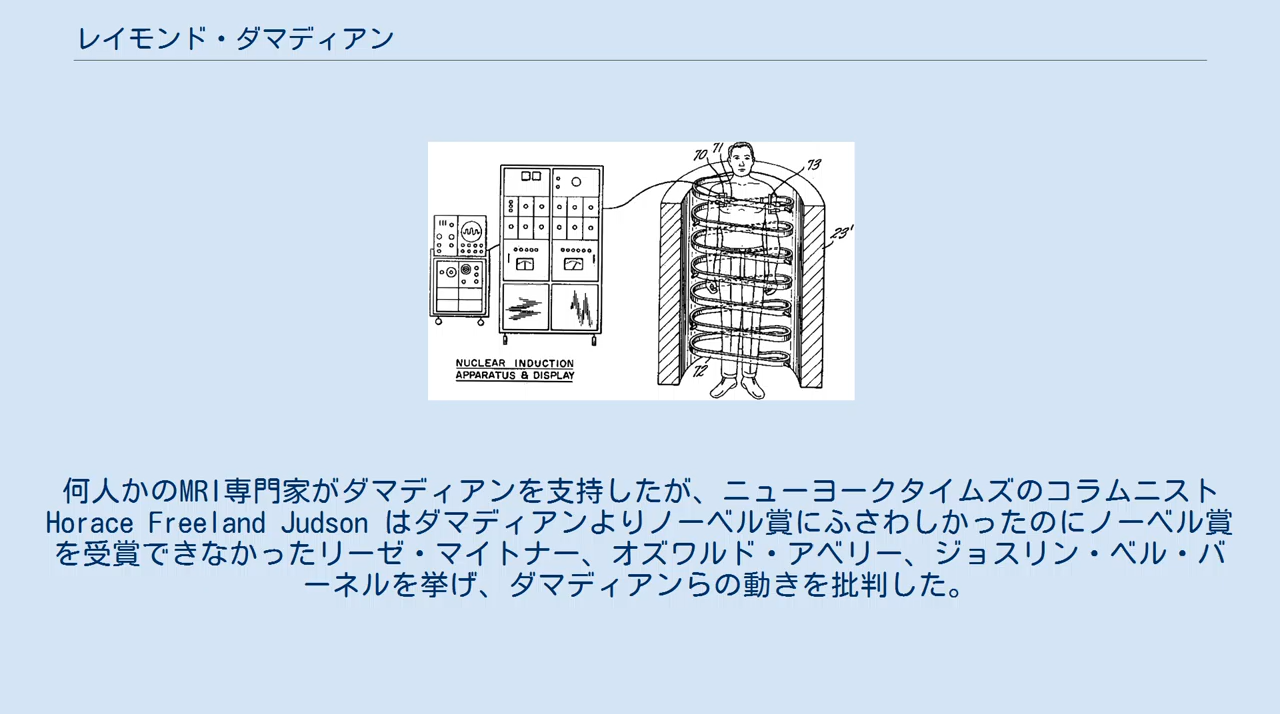 レイモンド・ダマディアン
70
71
73
23'
72
NUCLEAR INDUCTION
APPARATUS & DISPLAY
何人かのMRI専門家がダマディアンを支持したが、ニューヨークタイムズのコラムニスト
Horace Freeland Judson はダマディアンよりノーベル賞にふさわしかったのにノーベル賞
を受賞できなかったリーゼ・マイトナー、オズワルド・アベリー、ジョスリン・ベル・バ
ーネルを挙げ、ダマディアンらの動きを批判した。